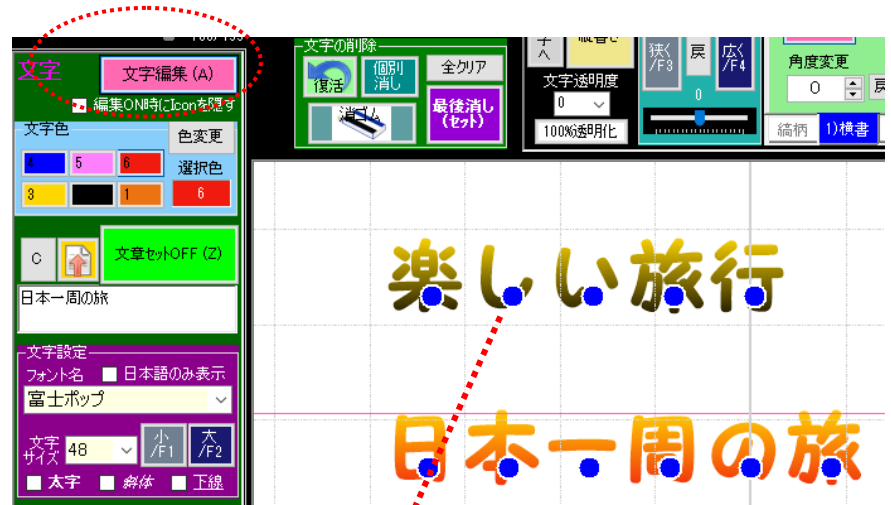 文字
文字編集 (A)
編集ON時にIconを隠す
文字色
色変更
4
5
6
選択色
3
1
6
C
文章セットOFF (Z)
日本一周の旅
文字設定
フォント名
日本語のみ表示
富士ポップ
文字サイズ
48
小/F1
大/F2
太字
斜体
下線
文字の削除
復活
個別消し
全クリア
消ゴム
最後消し(セット)
文字透明度
0
100%透明化
狭く/F3
戻
広く/F4
0
角度変更
0
戻
縞柄
1)横書
楽しい旅行
日本一周の旅